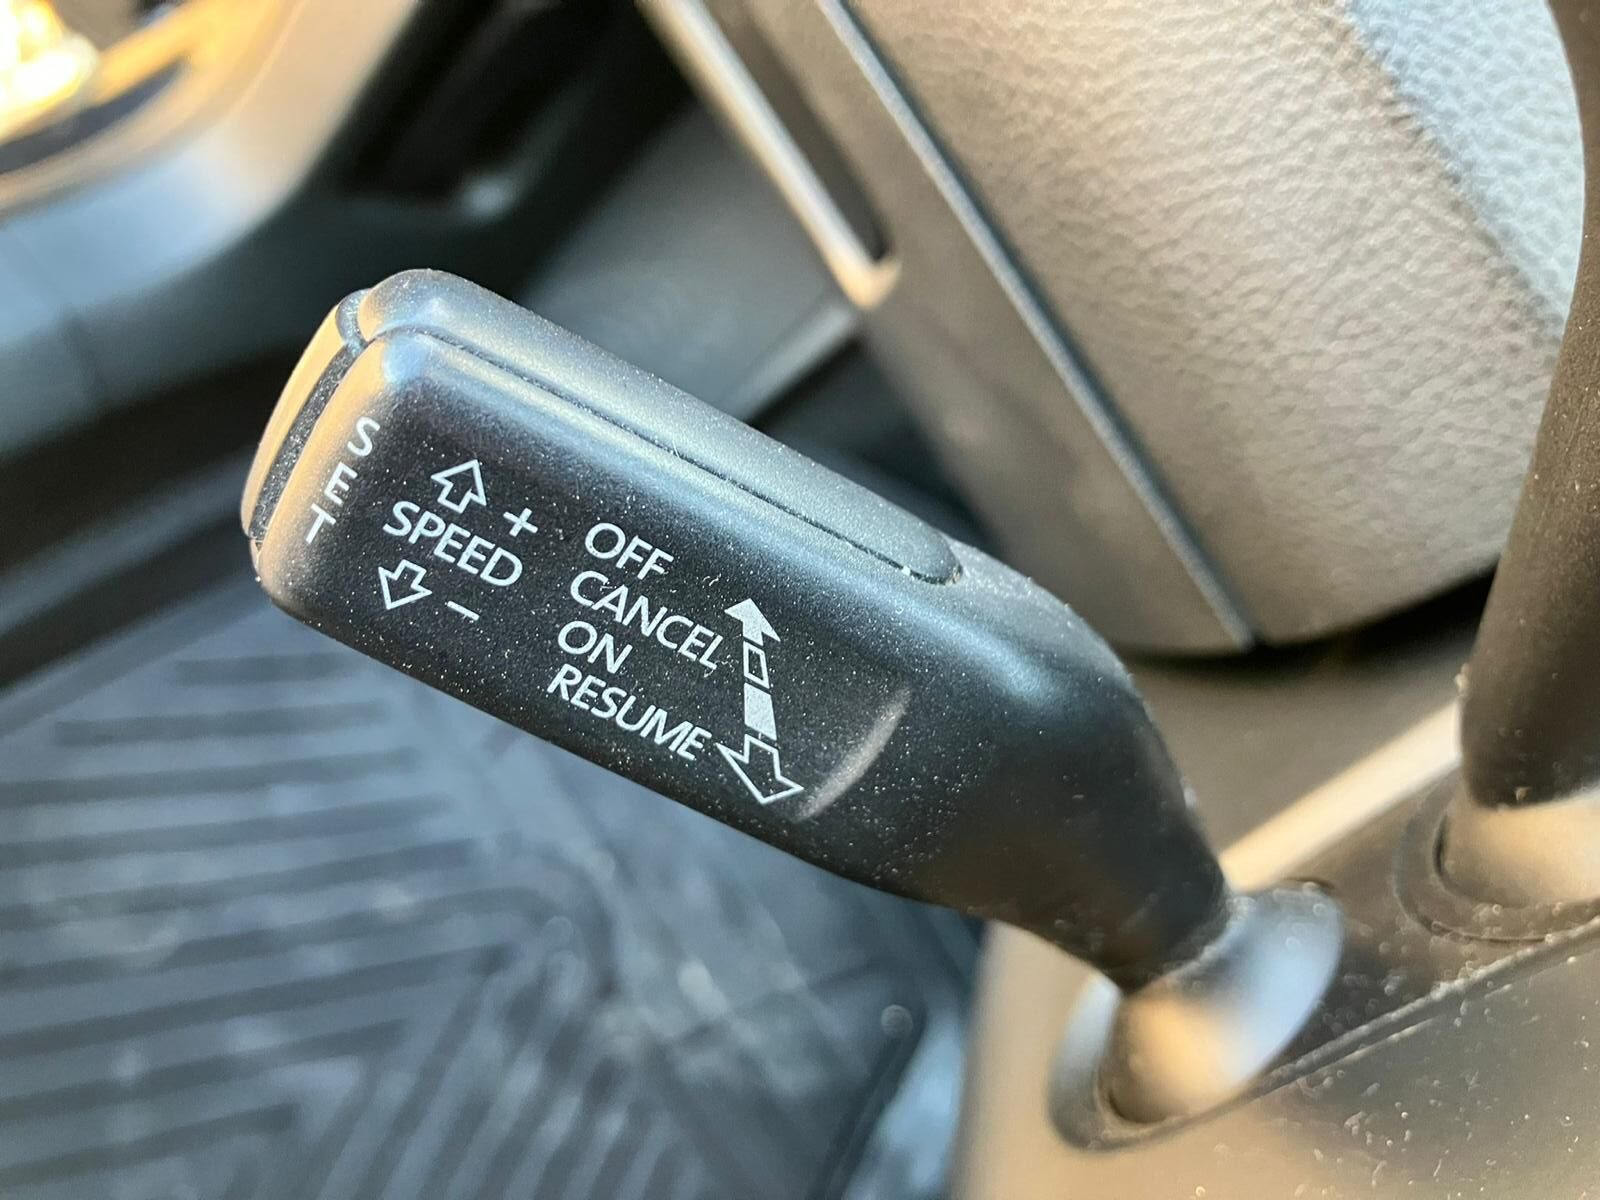 SET
+
SPEED
–
OFF
CANCEL
ON
RESUME